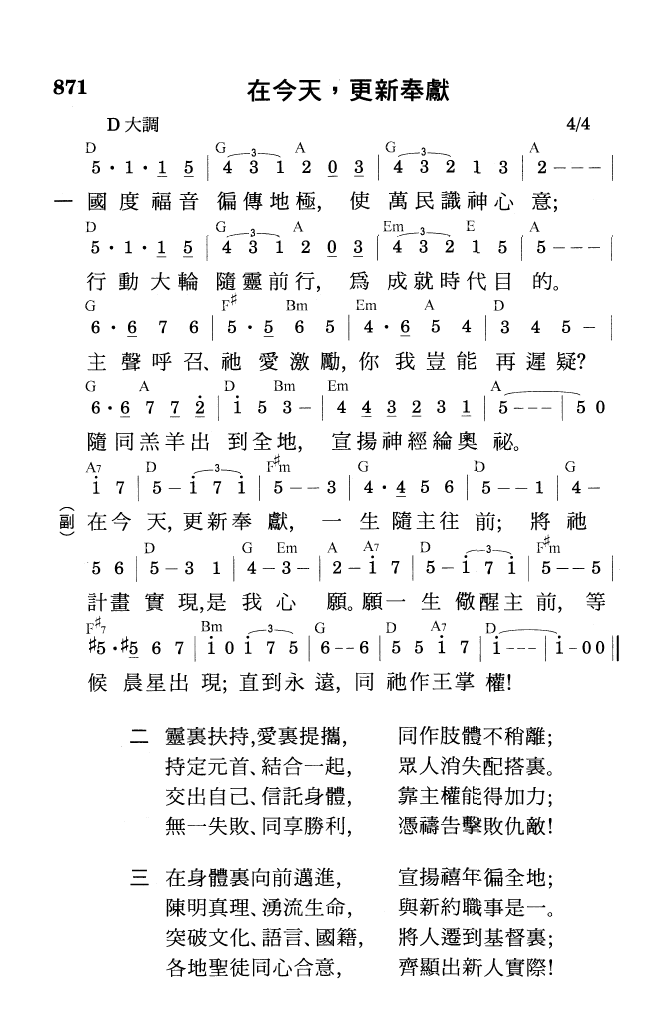 871 在今天，更新奉獻
D 大調 4/4
D G 3 A G 3 A
5 · 1 · 1 5 | 4 3 1 2 0 3 | 4 3 2 1 3 | 2 - - - |
一 國度福音 徧傳地極, 使 萬民識神心 意;
D G 3 A Em 3 E A
5 · 1 · 1 5 | 4 3 1 2 0 3 | 4 3 2 1 5 | 5 - - - |
行動大輪 隨靈前行, 爲 成就時代目 的。
G F# Bm Em A D
6 · 6 7 6 | 5 · 5 6 5 | 4 · 6 5 4 | 3 4 5 - |
主聲呼召、祂愛激勵,你我豈能 再遲疑?
G A D Bm Em A
6 · 6 7 7 2 | i 5 3 - | 4 4 3 2 3 1 | 5 - - - | 5 0
隨同羔羊出 到全地, 宣揚神經綸奧 祕。
A7 D 3 F#m G D G
i 7 | 5 - i 7 i | 5 - - 3 | 4 · 4 5 6 | 5 - - 1 | 4 -
(副) 在今 天,更新奉 獻, 一 生隨主往 前; 將祂
D G Em A A7 D 3 F#m
5 6 | 5 - 3 1 | 4 - 3 - | 2 - i 7 | 5 - i 7 i | 5 - - 5 |
計畫 實 現,是 我 心 願。願一 生 儆醒主 前, 等
F#7 Bm 3 G D A7 D
#5 · #5 6 7 | i 0 i 7 5 | 6 - - 6 | 5 5 i 7 | i - - - | i - 0 0 ||
候 晨星出 現; 直到永 遠, 同 祂作王掌 權!
二 靈裏扶持,愛裏提攜, 同作肢體不稍離;
持定元首、結合一起, 眾人消失配搭裏。
交出自己、信託身體, 靠主權能得加力;
無一失敗、同享勝利, 憑禱告擊敗仇敵!
三 在身體裏向前邁進, 宣揚禧年徧全地;
陳明真理、湧流生命, 與新約職事是一。
突破文化、語言、國籍, 將人遷到基督裏;
各地聖徒同心合意, 齊顯出新人實際!